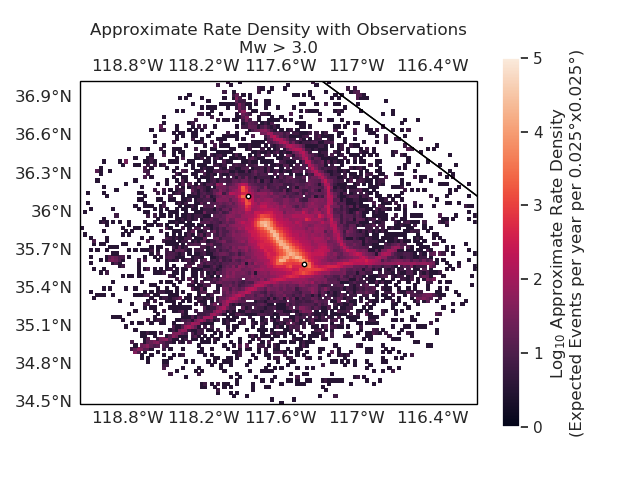 Approximate Rate Density with Observations
Mw > 3.0
118.8°W 118.2°W 117.6°W 117°W 116.4°W
36.9°N
36.6°N
36.3°N
36°N
35.7°N
35.4°N
35.1°N
34.8°N
34.5°N
118.8°W 118.2°W 117.6°W 117°W 116.4°W
5
4
3
2
1
0
Log₁₀ Approximate Rate Density
(Expected Events per year per 0.025°x0.025°)